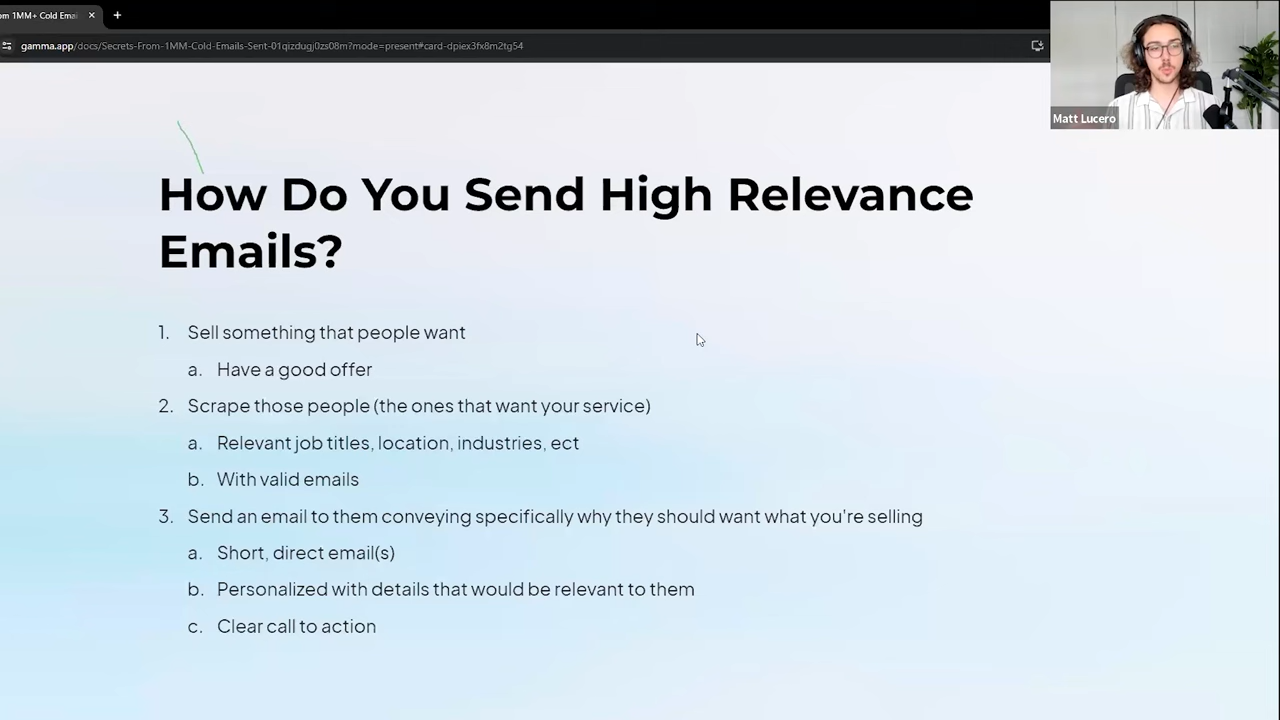 om 1MM+ Cold Emai
gamma.app/docs/Secrets-From-1MM-Cold-Emails-Sent-01qizdugj0zs08m?mode=present#card-dpiex3fx8m2tg54
Matt Lucero
How Do You Send High Relevance
Emails?
1. Sell something that people want
a. Have a good offer
2. Scrape those people (the ones that want your service)
a. Relevant job titles, location, industries, ect
b. With valid emails
3. Send an email to them conveying specifically why they should want what you're selling
a. Short, direct email(s)
b. Personalized with details that would be relevant to them
c. Clear call to action